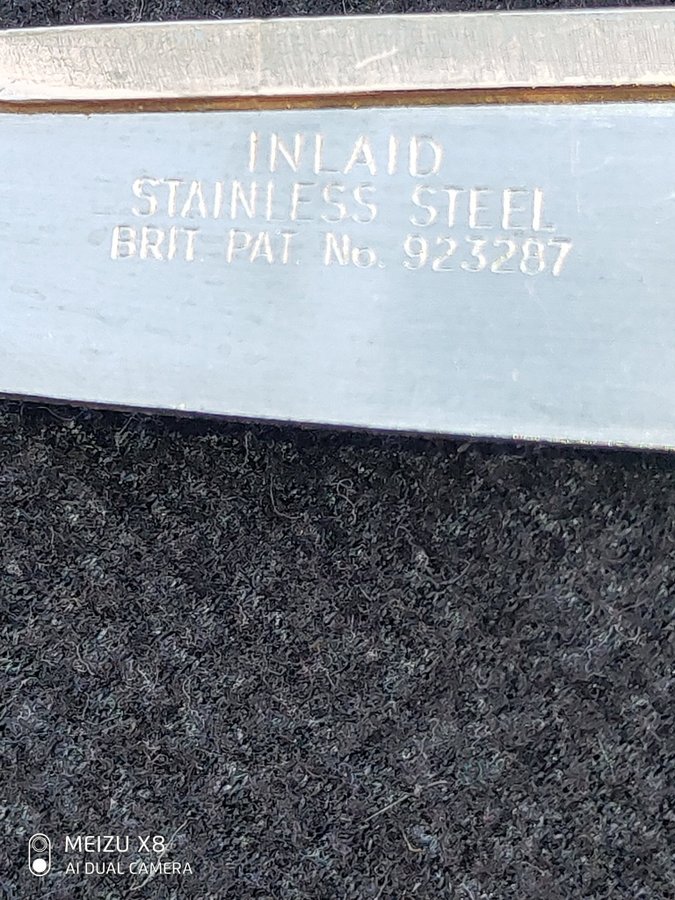 INLAID
STAINLESS STEEL
BRIT. PAT. No. 923287
MEIZU X8
AI DUAL CAMERA